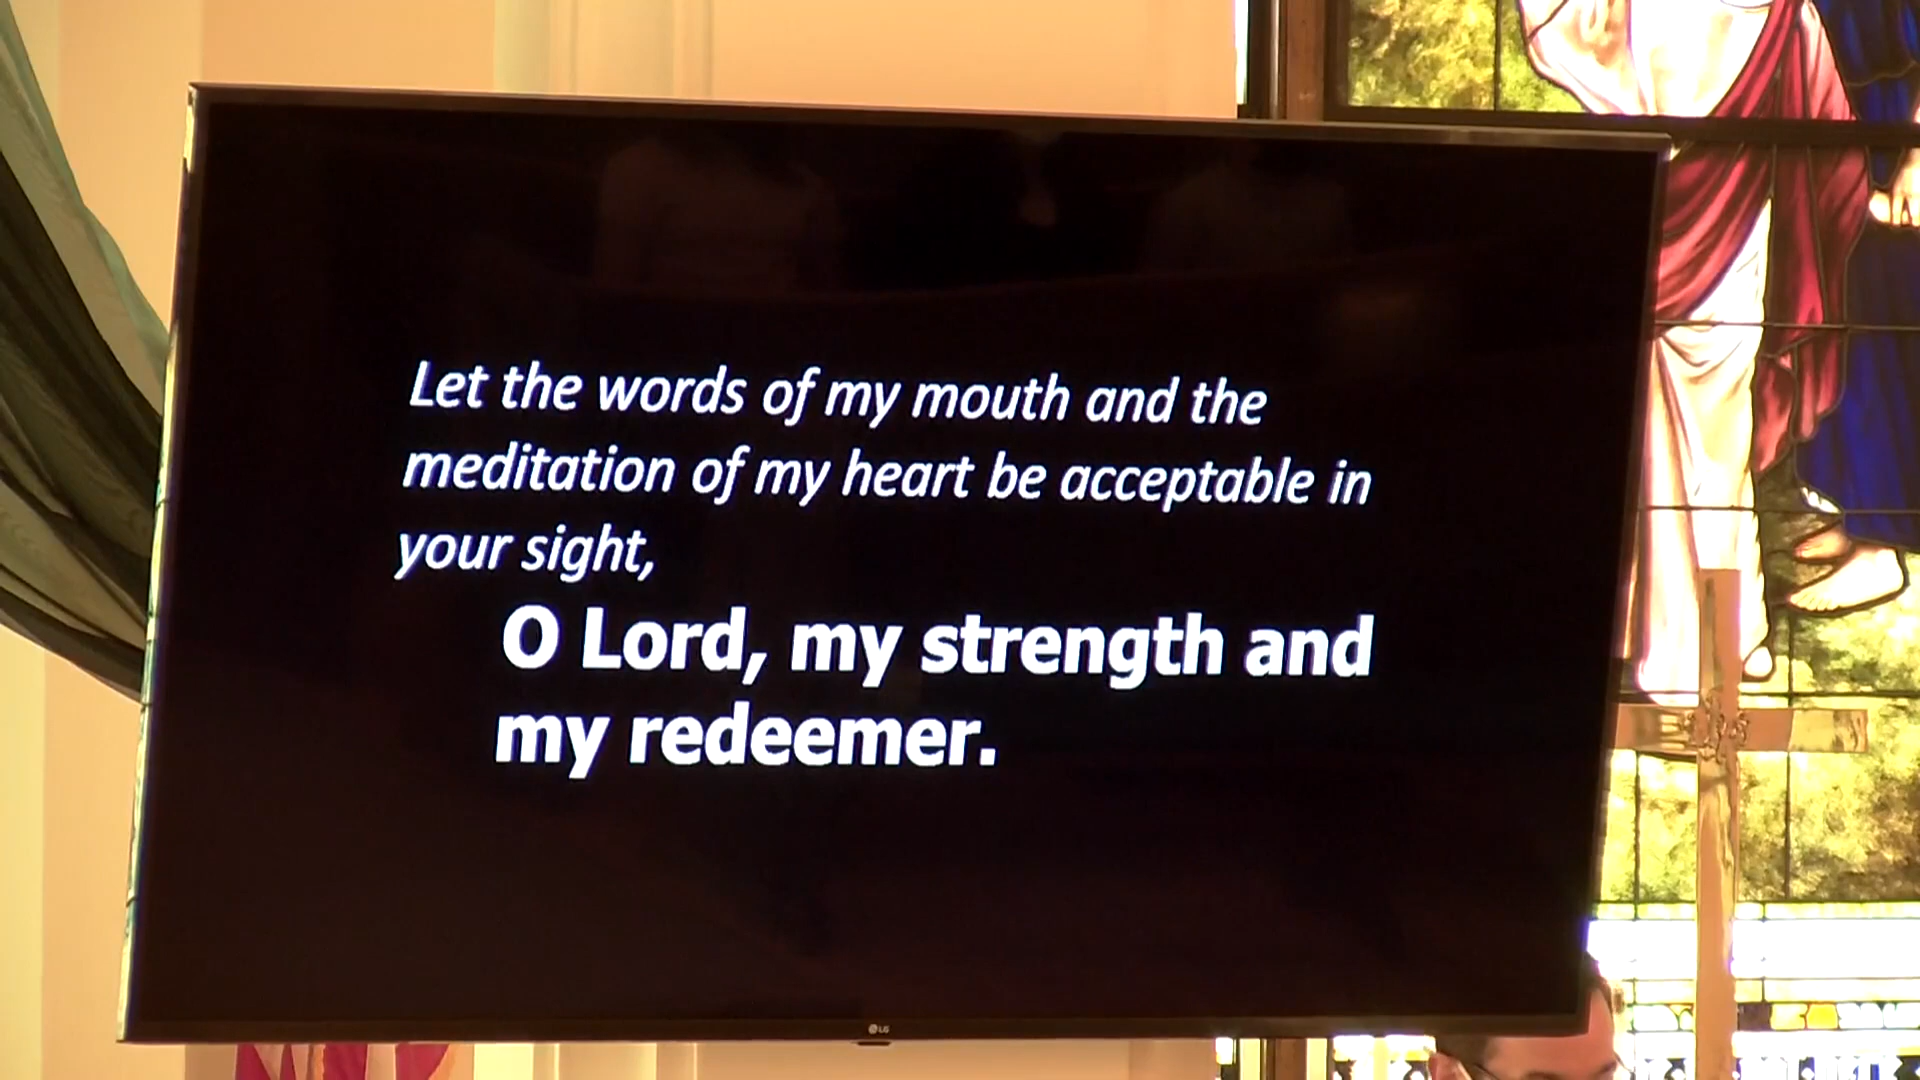 Let the words of my mouth and the
meditation of my heart be acceptable in
your sight,
O Lord, my strength and
my redeemer.
LG